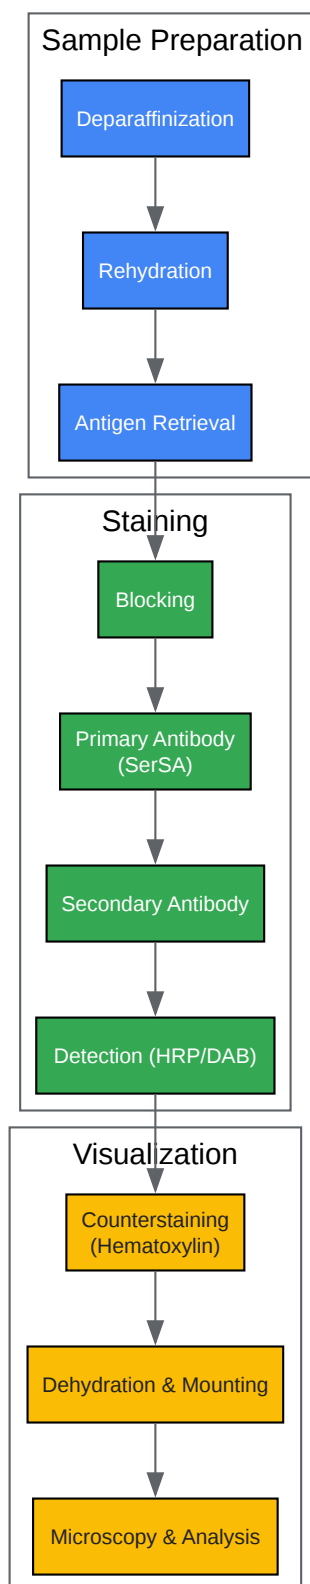 Sample Preparation
Deparaffinization
Rehydration
Antigen Retrieval
Staining
Blocking
Primary Antibody
(SerSA)
Secondary Antibody
Detection (HRP/DAB)
Visualization
Counterstaining
(Hematoxylin)
Dehydration & Mounting
Microscopy & Analysis